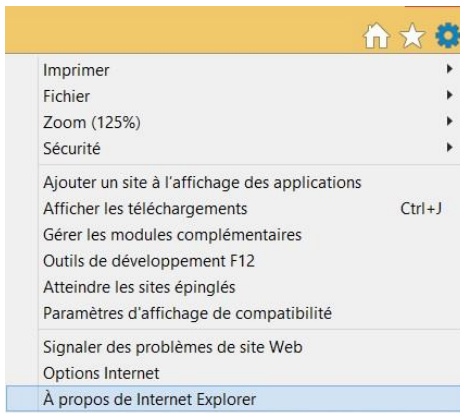 Imprimer
Fichier
Zoom (125%)
Sécurité
Ajouter un site à l'affichage des applications
Afficher les téléchargements Ctrl+J
Gérer les modules complémentaires
Outils de développement F12
Atteindre les sites épinglés
Paramètres d'affichage de compatibilité
Signaler des problèmes de site Web
Options Internet
À propos de Internet Explorer